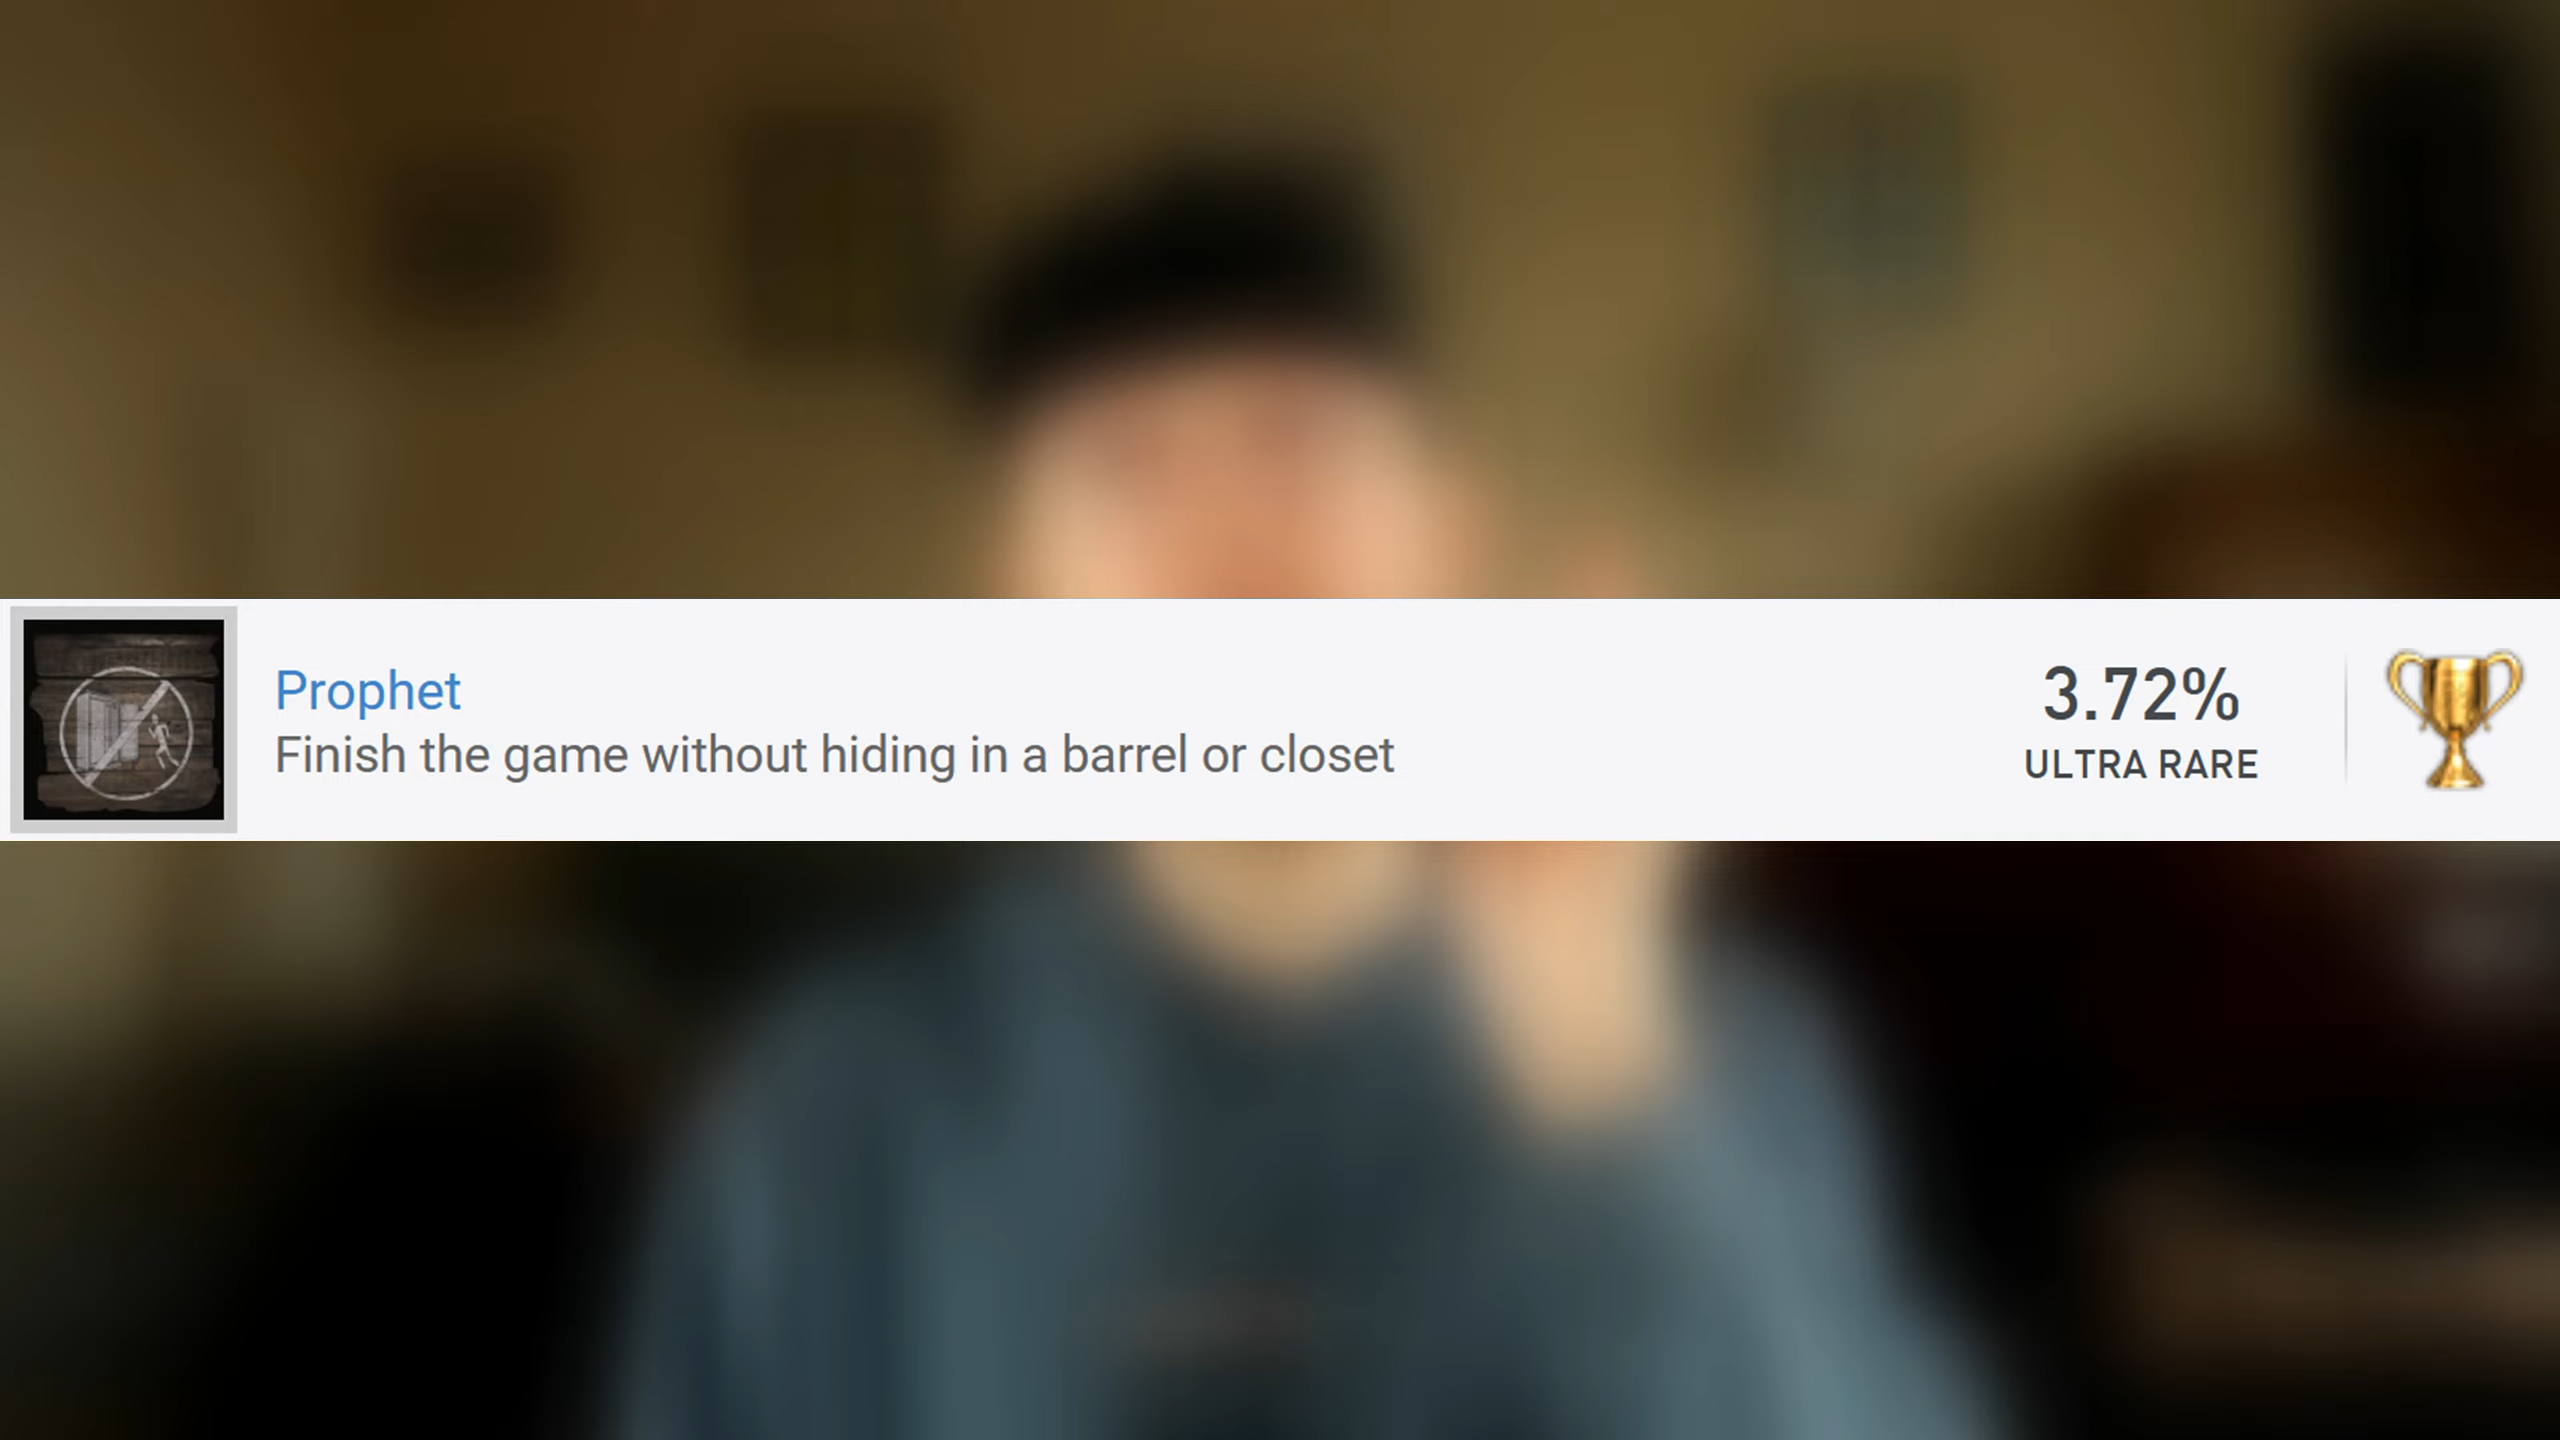 Prophet
Finish the game without hiding in a barrel or closet
3.72%
ULTRA RARE